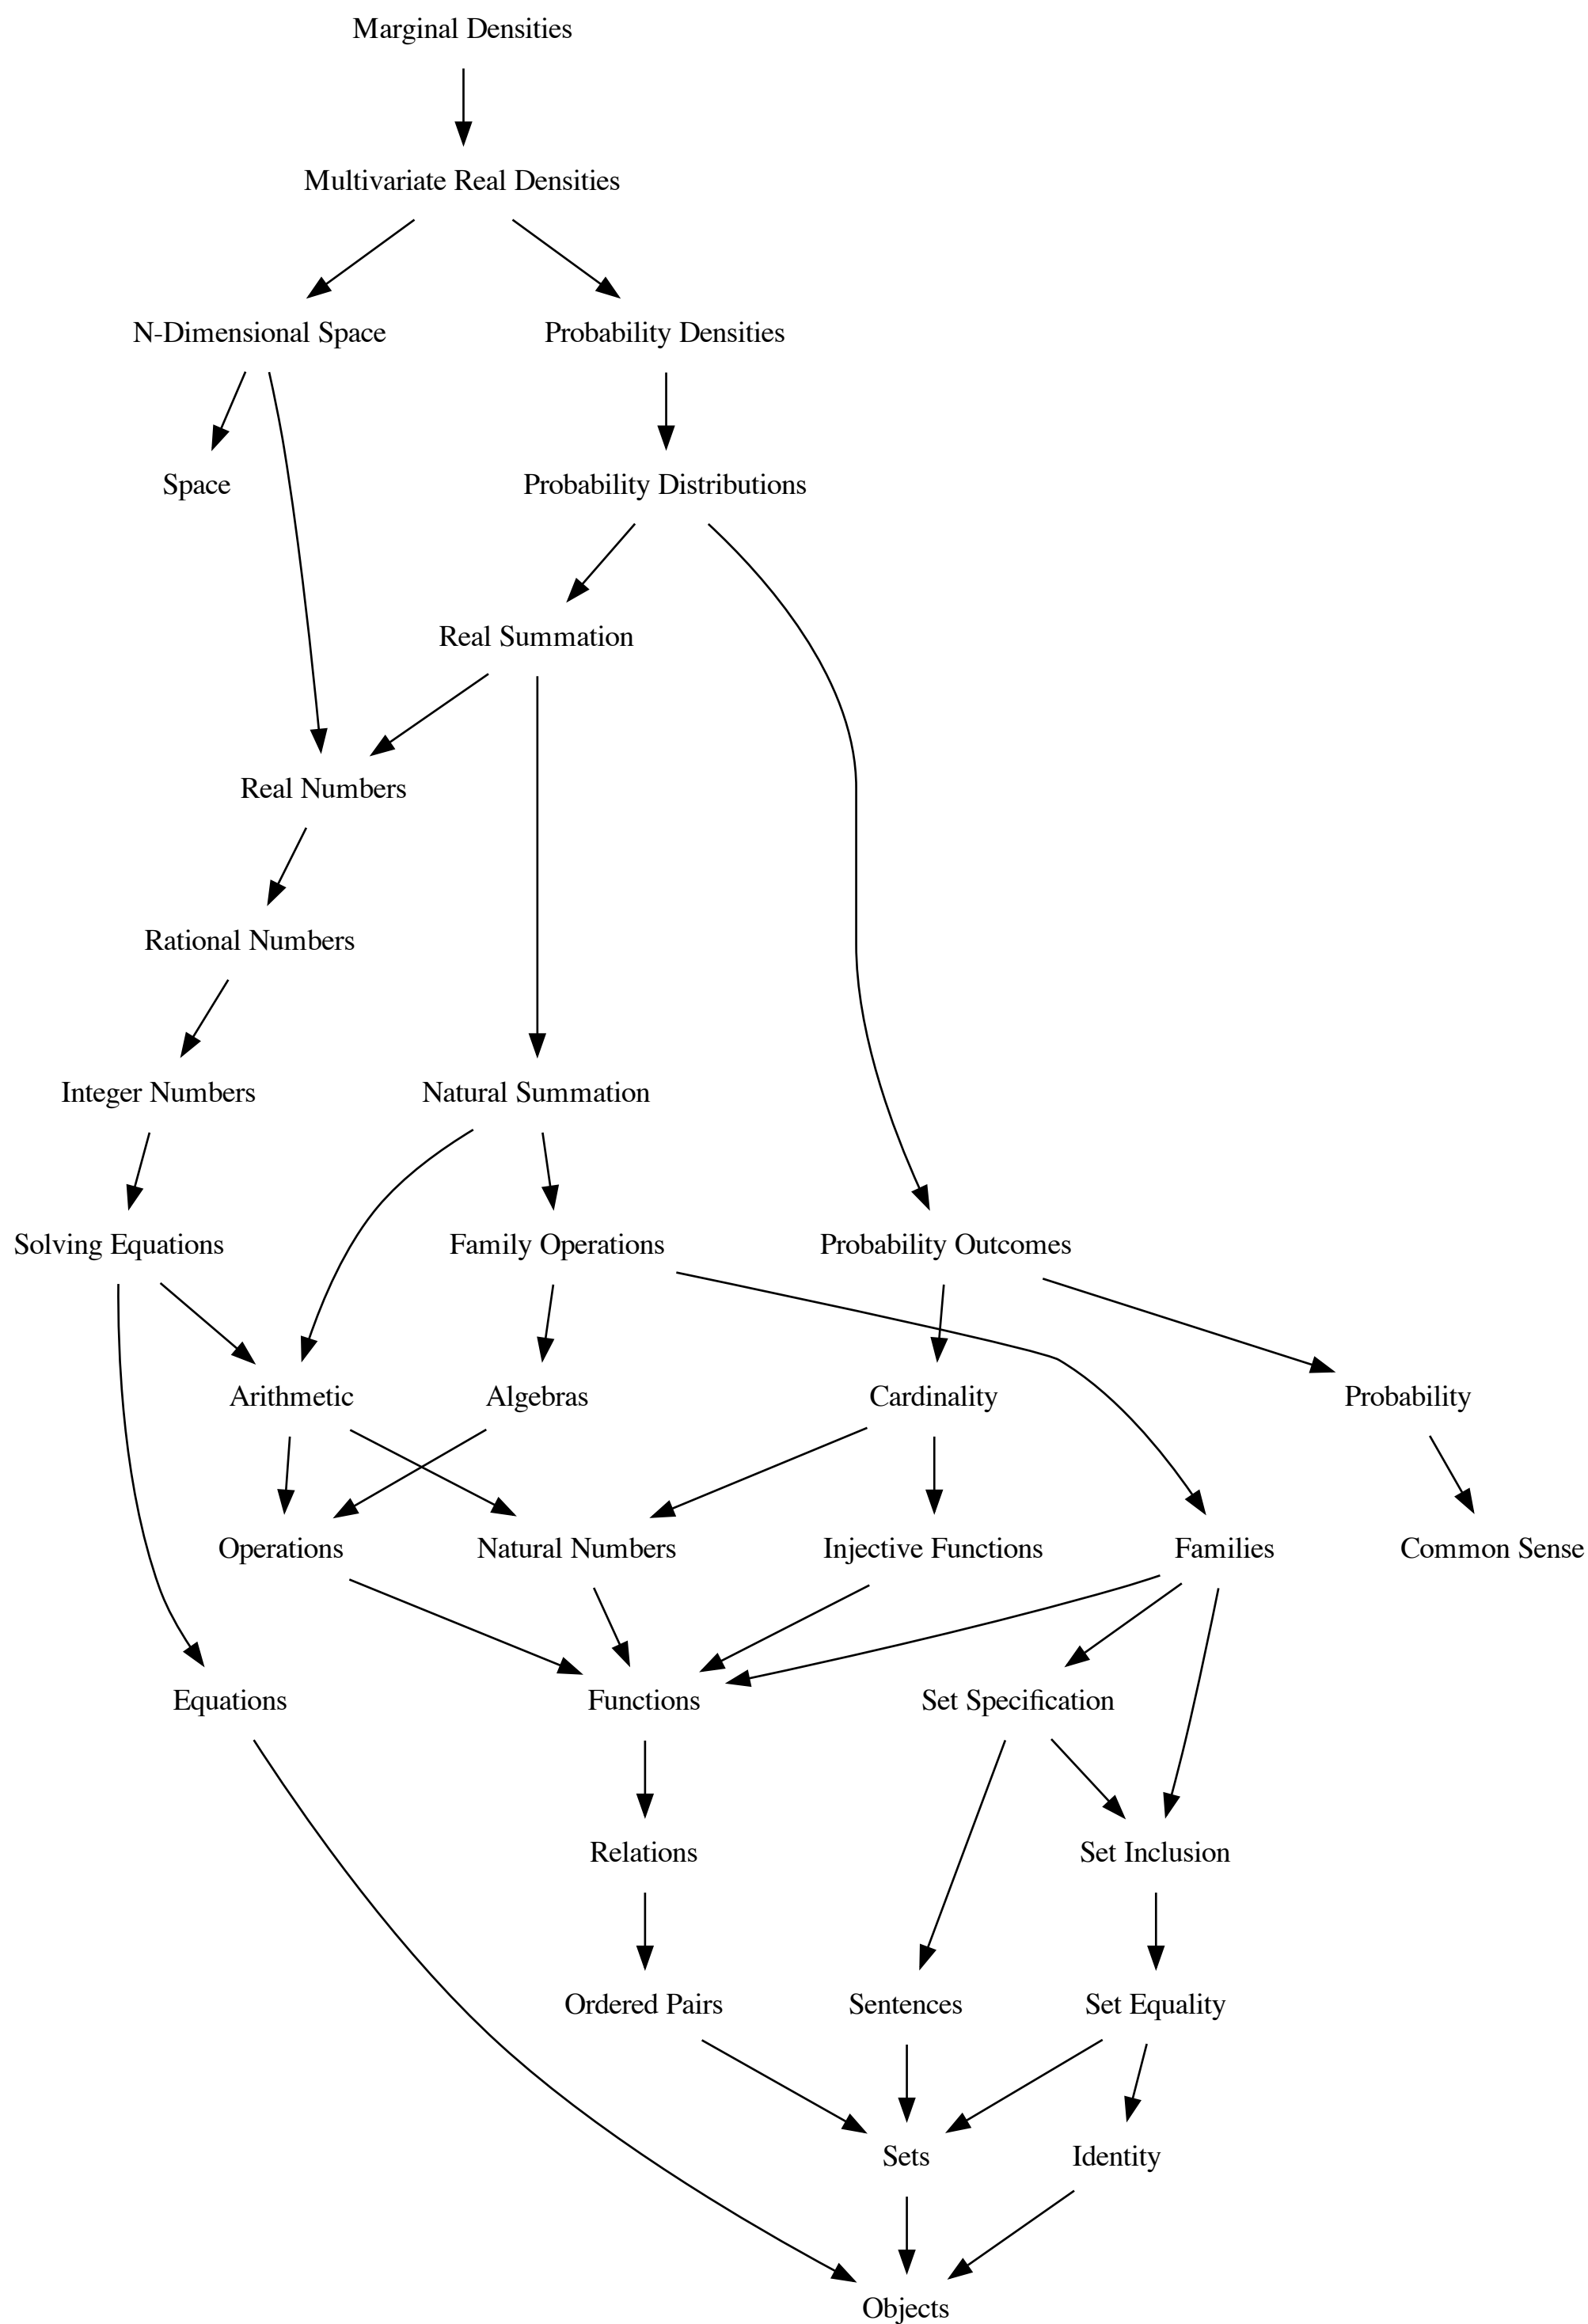 Marginal Densities
Multivariate Real Densities
N-Dimensional Space
Probability Densities
Space
Probability Distributions
Real Summation
Real Numbers
Rational Numbers
Integer Numbers
Natural Summation
Solving Equations
Family Operations
Probability Outcomes
Arithmetic
Algebras
Cardinality
Probability
Operations
Natural Numbers
Injective Functions
Families
Common Sense
Equations
Functions
Set Specification
Relations
Set Inclusion
Ordered Pairs
Sentences
Set Equality
Sets
Identity
Objects